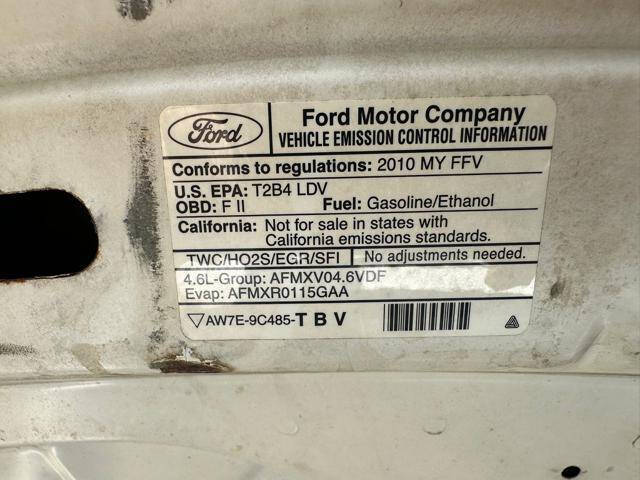 Ford
Ford Motor Company
VEHICLE EMISSION CONTROL INFORMATION
Conforms to regulations: 2010 MY FFV
U.S. EPA: T2B4 LDV
OBD: F II Fuel: Gasoline/Ethanol
California: Not for sale in states with
California emissions standards.
TWC/HO2S/EGR/SFI No adjustments needed.
4.6L-Group: AFMXV04.6VDF
Evap: AFMXR0115GAA
AW7E-9C485-T B V